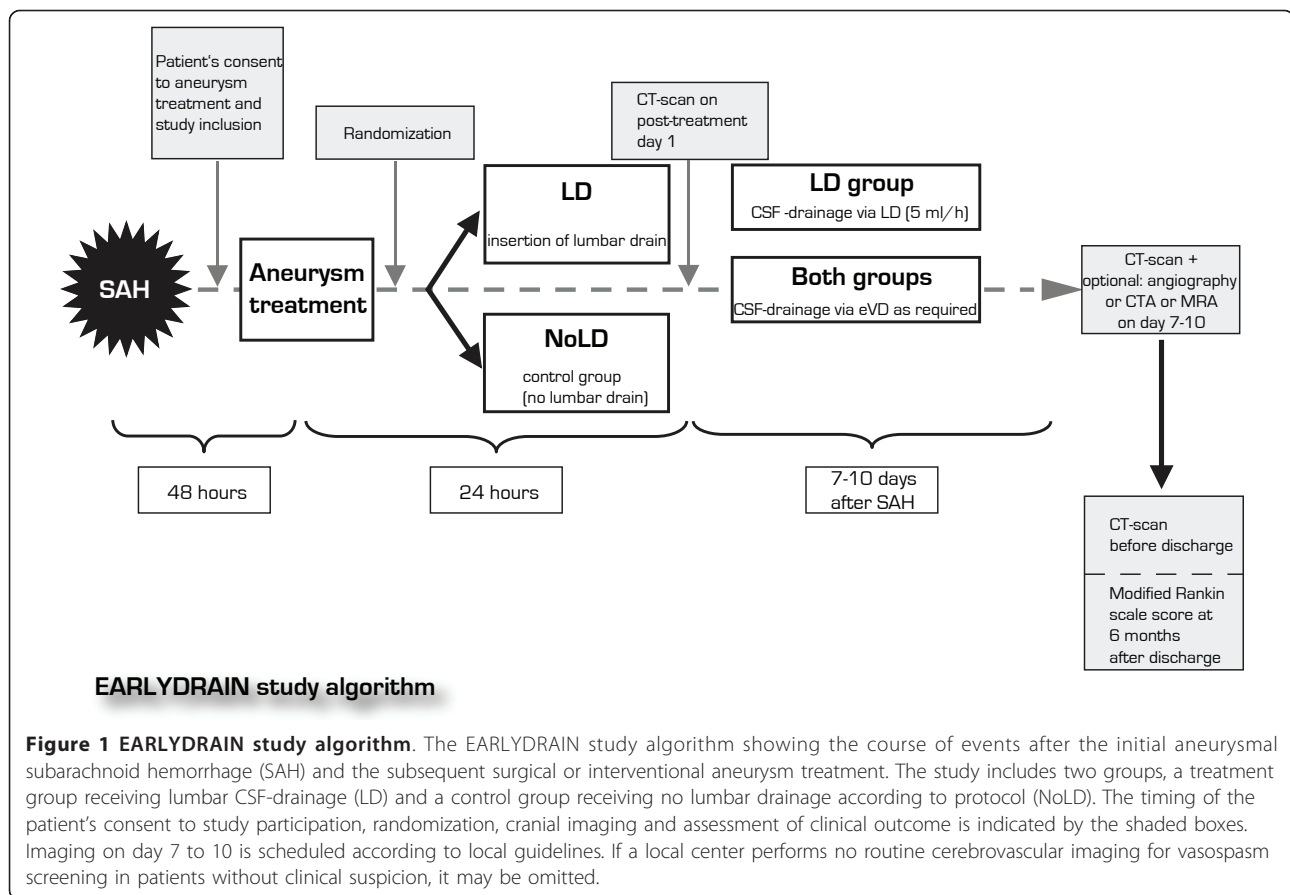 Patient's consent
to aneurysm
treatment and
study inclusion
Randomization
CT-scan on
post-treatment
day 1
SAH
Aneurysm
treatment
LD
insertion of lumbar drain
NoLD
control group
(no lumbar drain)
LD group
CSF -drainage via LD (5 ml/h)
Both groups
CSF-drainage via eVD as required
CT-scan +
optional: angiography
or CTA or MRA
on day 7-10
48 hours
24 hours
7-10 days
after SAH
CT-scan
before discharge
Modified Rankin
scale score at
6 months
after discharge
EARLYDRAIN study algorithm
Figure 1 EARLYDRAIN study algorithm. The EARLYDRAIN study algorithm showing the course of events after the initial aneurysmal
subarachnoid hemorrhage (SAH) and the subsequent surgical or interventional aneurysm treatment. The study includes two groups, a treatment
group receiving lumbar CSF-drainage (LD) and a control group receiving no lumbar drainage according to protocol (NoLD). The timing of the
patient's consent to study participation, randomization, cranial imaging and assessment of clinical outcome is indicated by the shaded boxes.
Imaging on day 7 to 10 is scheduled according to local guidelines. If a local center performs no routine cerebrovascular imaging for vasospasm
screening in patients without clinical suspicion, it may be omitted.